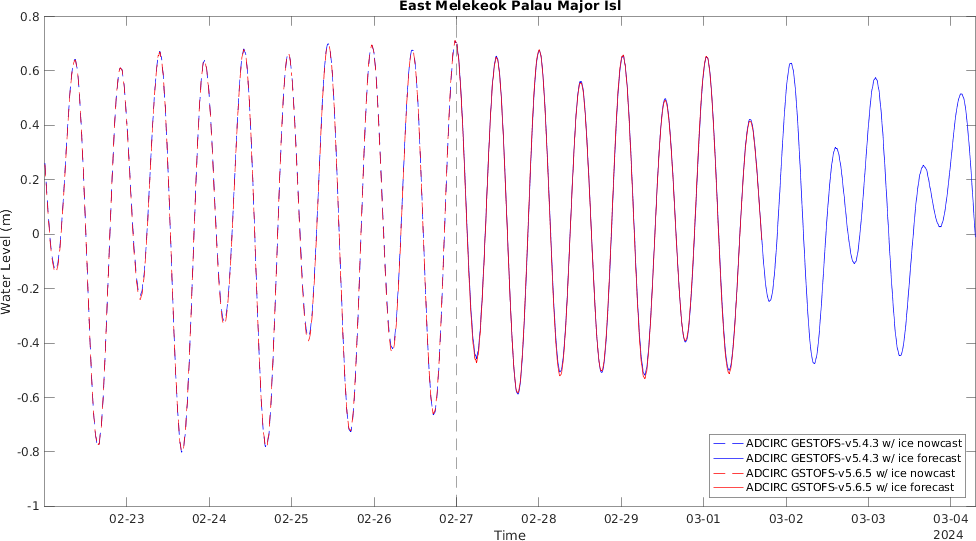 East Melekeok Palau Major Isl
Water Level (m)
0.8
0.6
0.4
0.2
0
-0.2
-0.4
-0.6
-0.8
-1
ADCIRC GESTOFS-v5.4.3 w/ ice nowcast
ADCIRC GESTOFS-v5.4.3 w/ ice forecast
ADCIRC GSTOFS-v5.6.5 w/ ice nowcast
ADCIRC GSTOFS-v5.6.5 w/ ice forecast
02-23 02-24 02-25 02-26 02-27 02-28 02-29 03-01 03-02 03-03 03-04
Time 2024